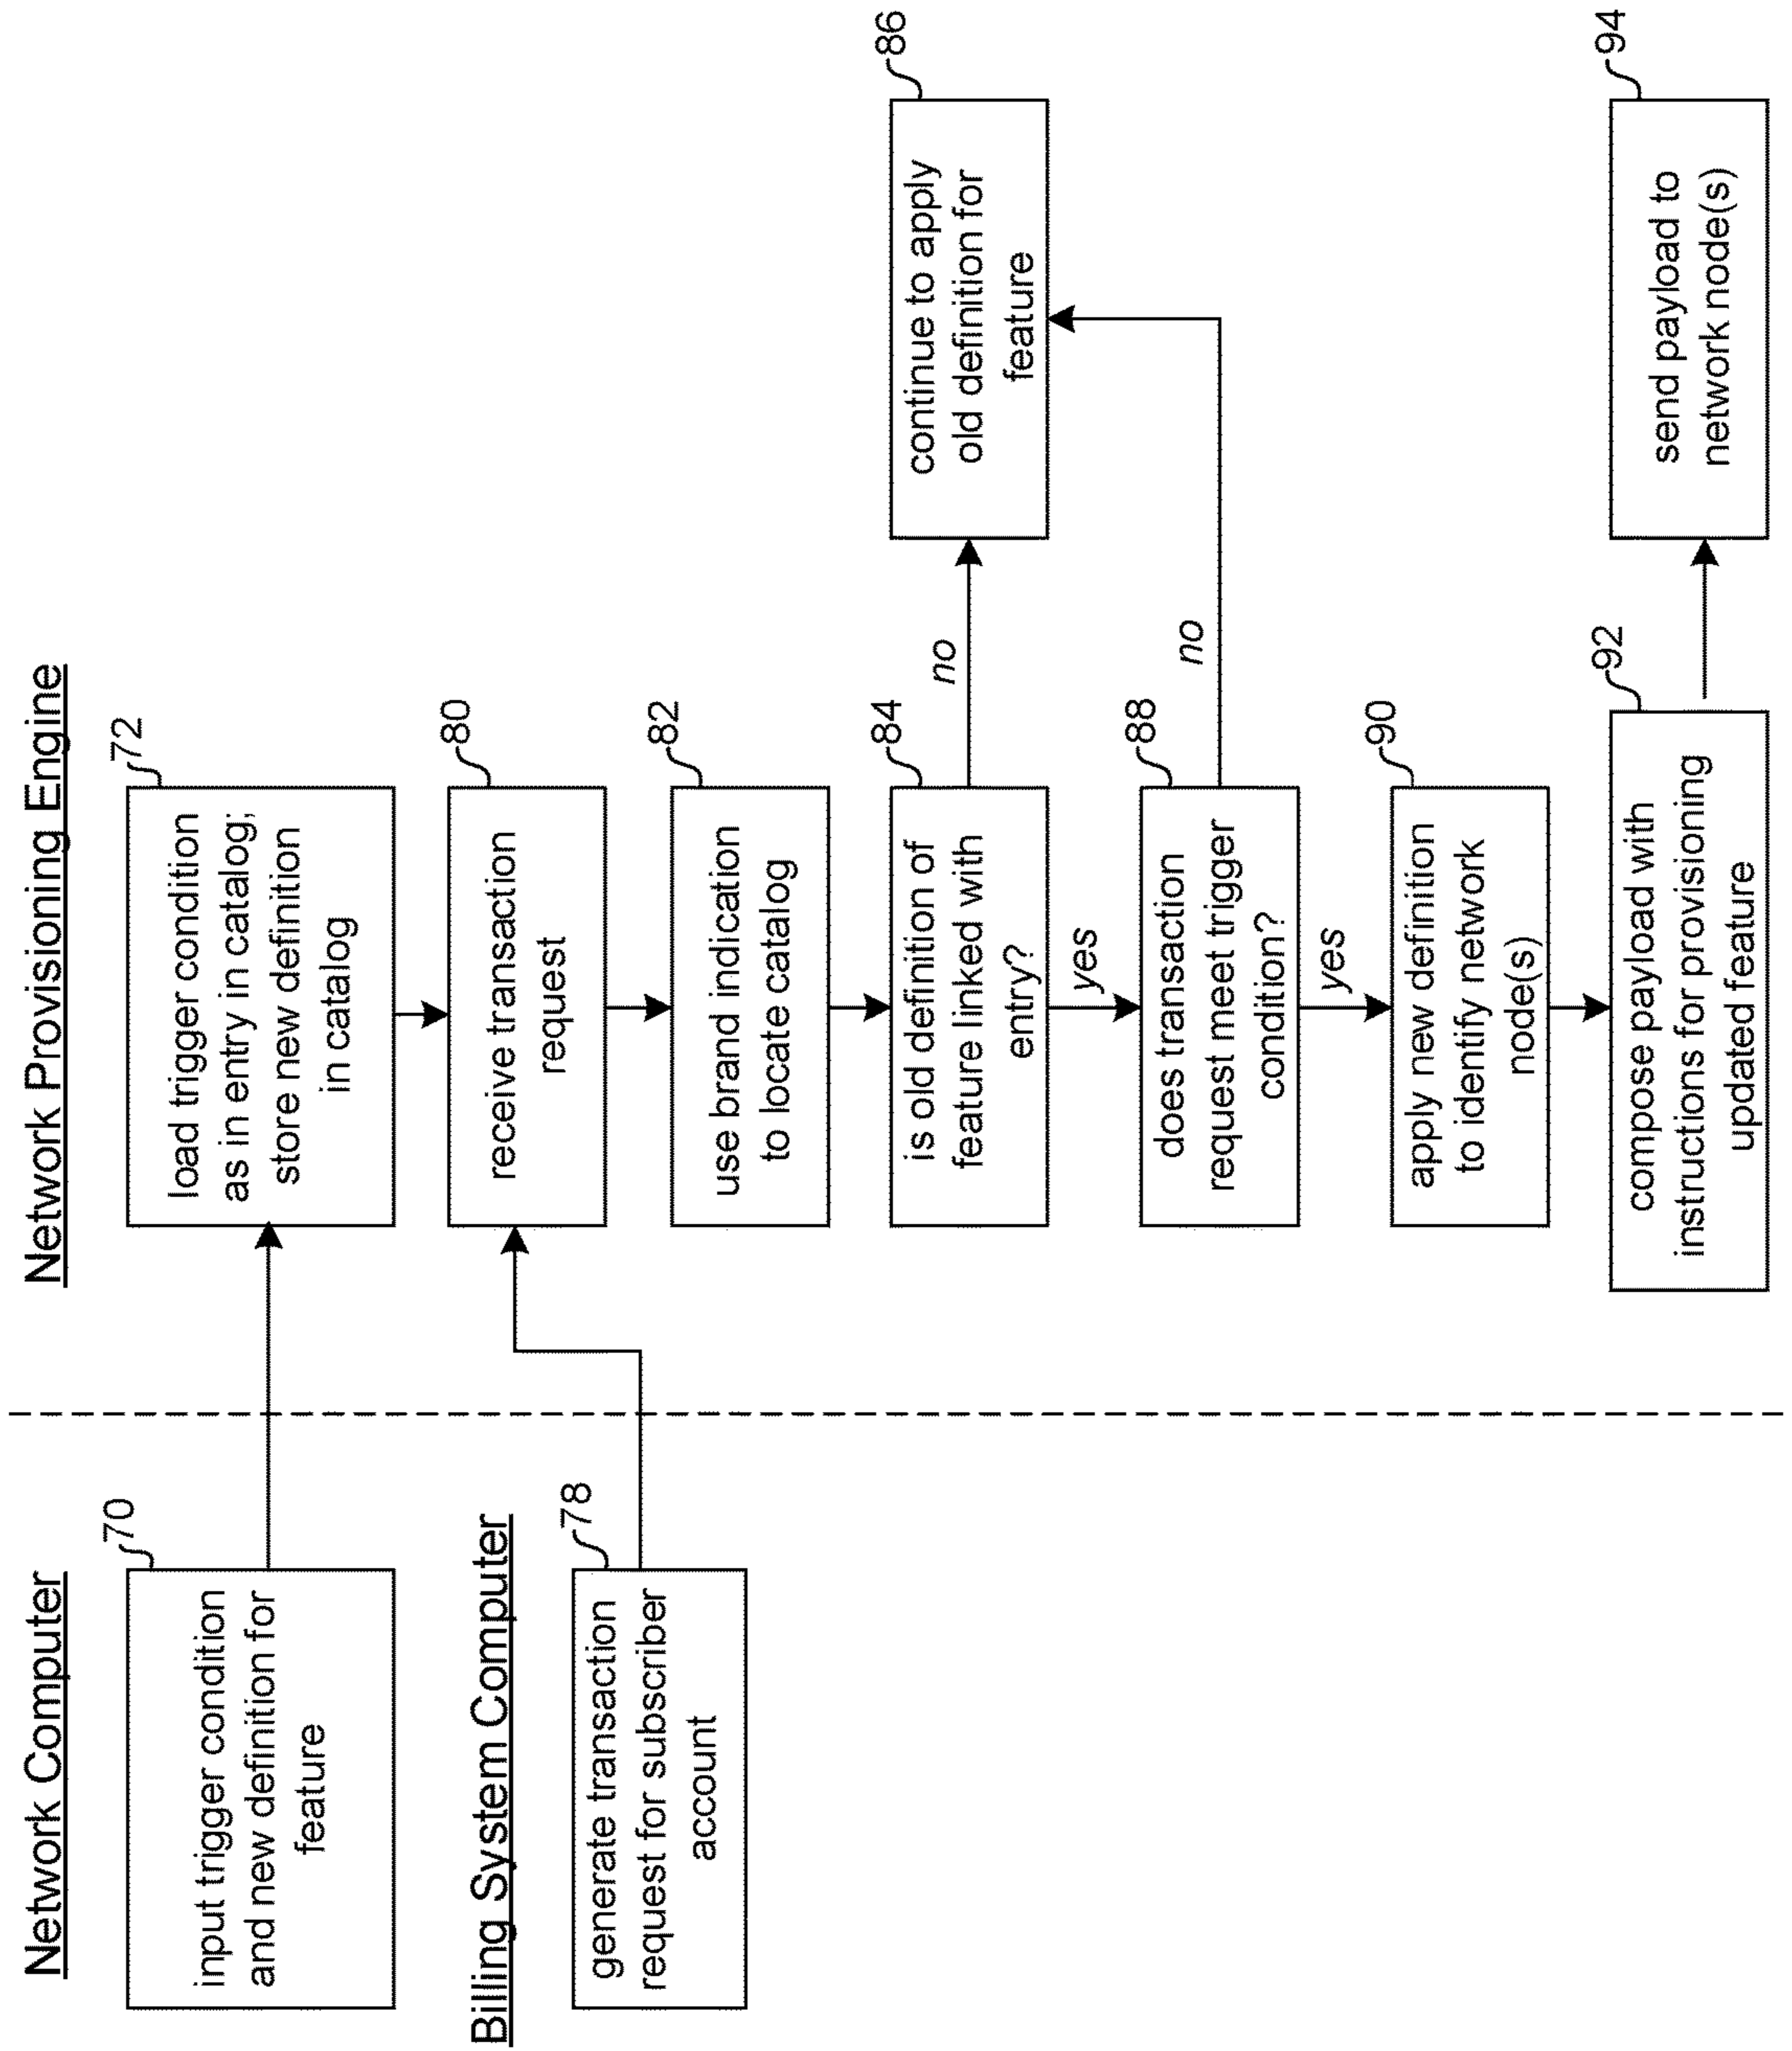 Network Computer
70
input trigger condition
and new definition for
feature
Billing System Computer
78
generate transaction
request for subscriber
account
Network Provisioning Engine
72
load trigger condition
as in entry in catalog;
store new definition
in catalog
80
receive transaction
request
82
use brand indication
to locate catalog
84
is old definition of
feature linked with
entry?
no
86
continue to apply
old definition for
feature
yes
88
does transaction
request meet trigger
condition?
no
yes
90
apply new definition
to identify network
node(s)
92
compose payload with
instructions for provisioning
updated feature
94
send payload to
network node(s)